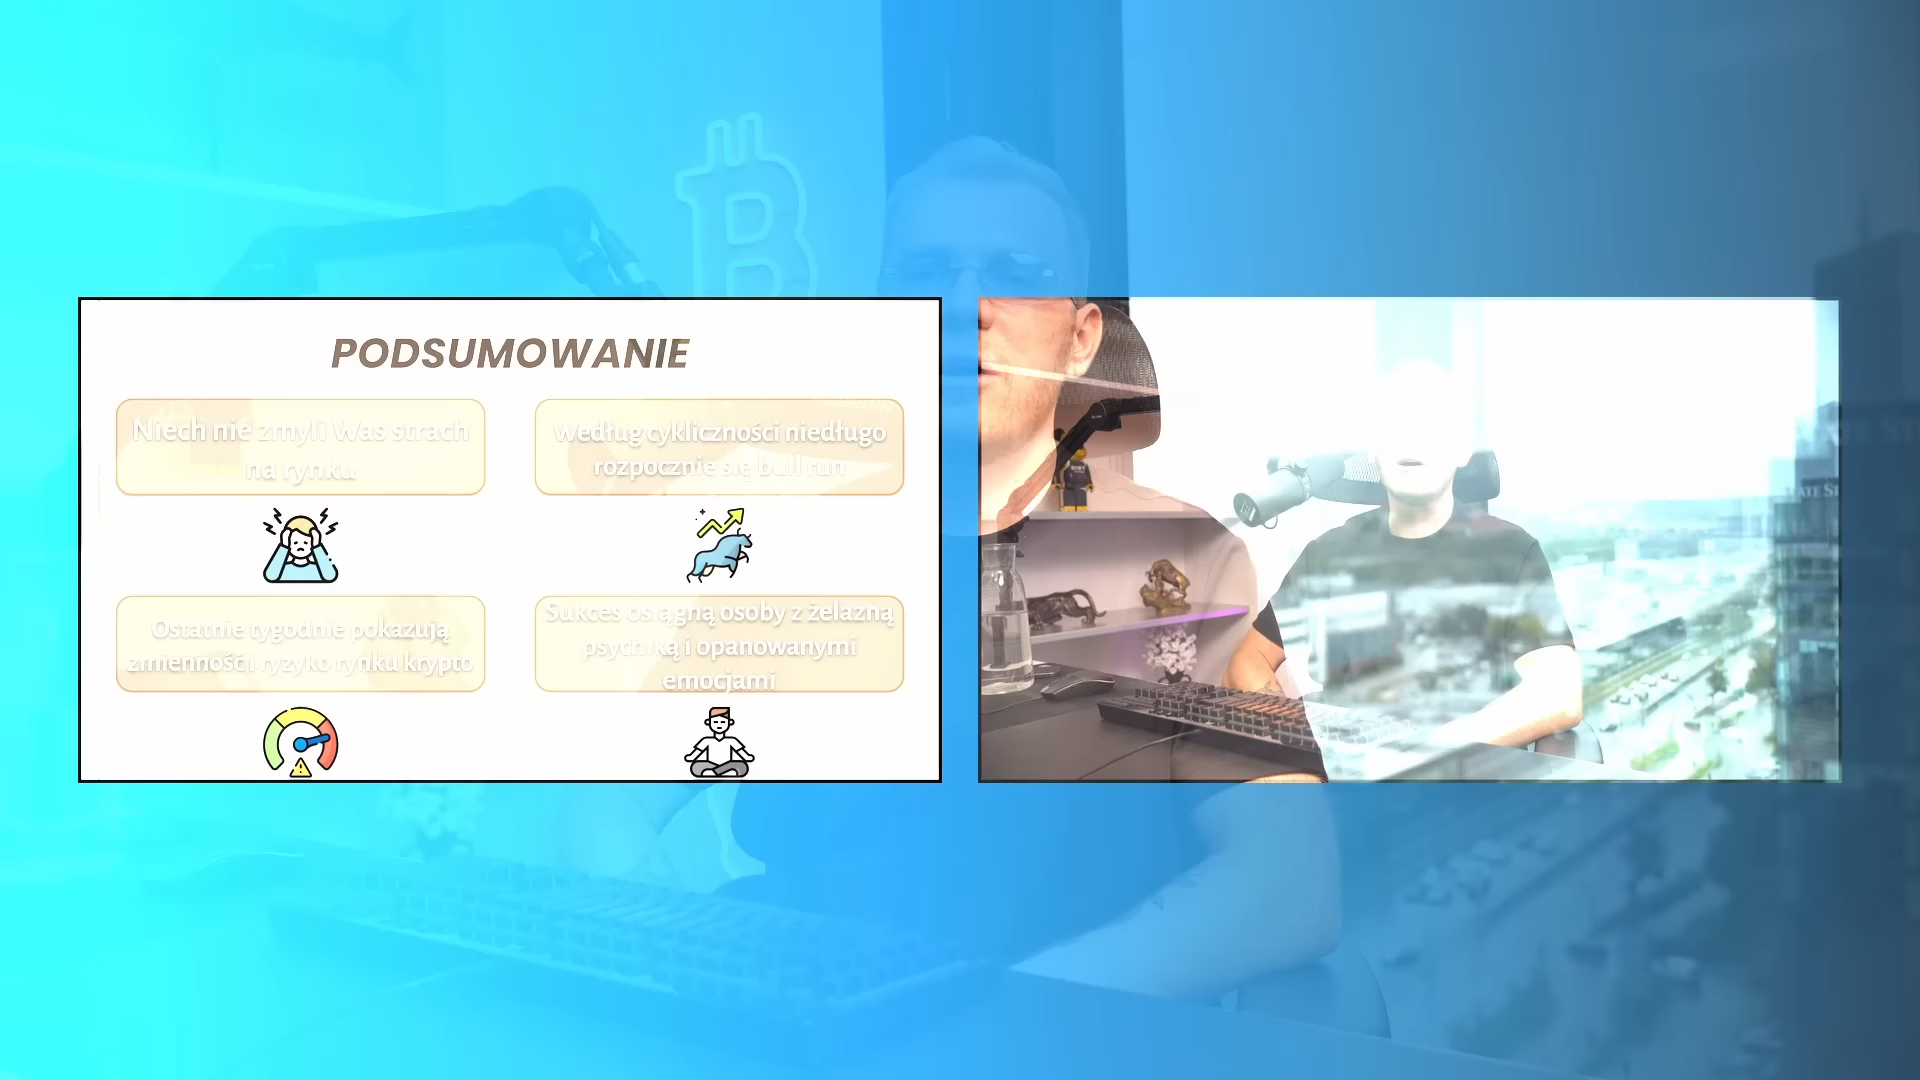 PODSUMOWANIE
Niech nie zmyli Was strach
na rynku
Według cykliczności niedługo
rozpocznie się bull run
Ostatnie tygodnie pokazują
zmienność i ryzyko rynku krypto
Sukces osiągną osoby z żelazną
psychiką i opanowanymi
emocjami